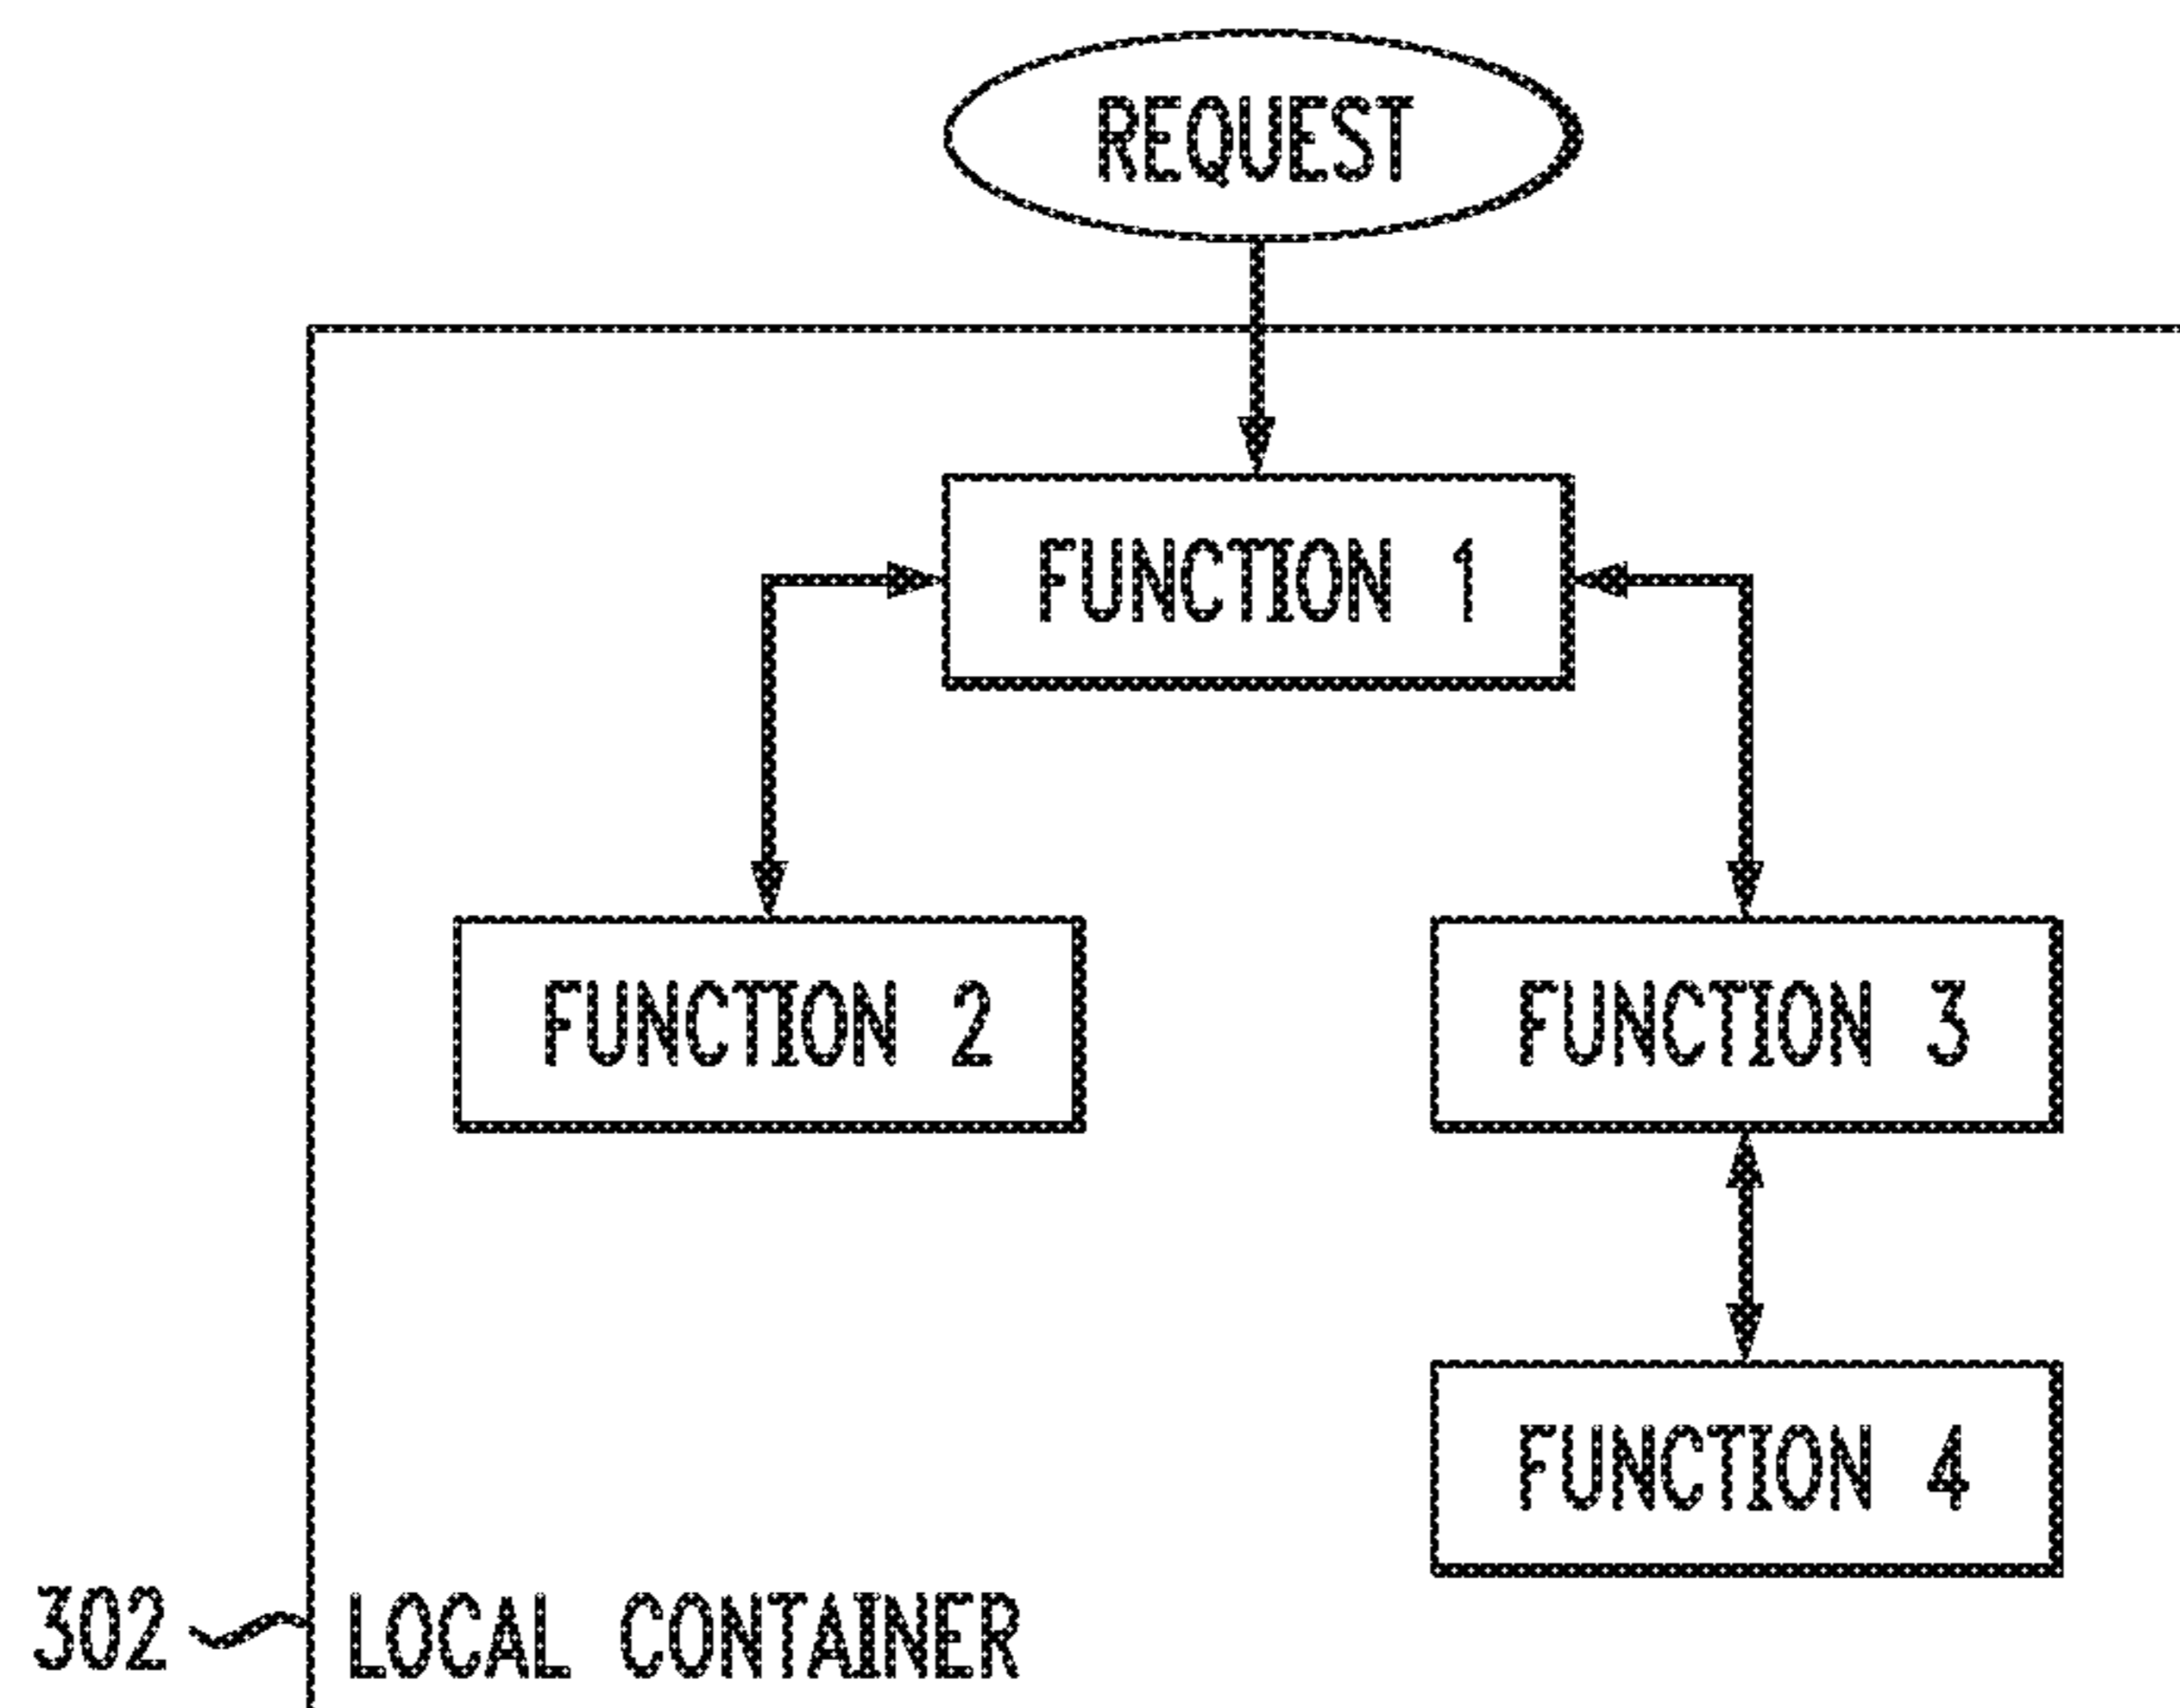 REQUEST
FUNCTION 1
FUNCTION 2
FUNCTION 3
FUNCTION 4
302
LOCAL CONTAINER